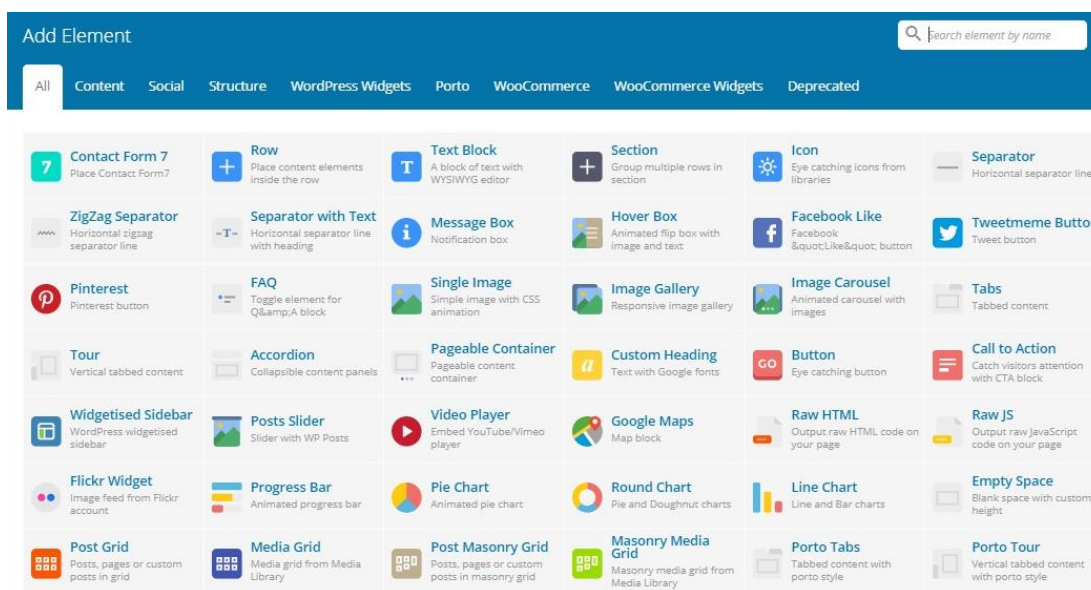 Add Element
Search element by name
All Content Social Structure WordPress Widgets Porto WooCommerce WooCommerce Widgets Deprecated
7
Contact Form 7
Place Contact Form7
Row
Place content elements
inside the row
T
Text Block
A block of text with
WYSIWYG editor
Section
Group multiple rows in
section
Icon
Eye catching icons from
libraries
Separator
Horizontal separator line
ZigZag Separator
Horizontal zigzag
separator line
-T-
Separator with Text
Horizontal separator line
with heading
i
Message Box
Notification box
Hover Box
Animated flip box with
image and text
f
Facebook Like
Facebook
&quot;Like&quot; button
Tweetmeme Butto
Tweet button
Pinterest
Pinterest button
FAQ
Toggle element for
Q&amp;A block
Single Image
Simple image with CSS
animation
Image Gallery
Responsive image gallery
Image Carousel
Animated carousel with
images
Tabs
Tabbed content
Tour
Vertical tabbed content
Accordion
Collapsible content panels
Pageable Container
Pageable content
container
a
Custom Heading
Text with Google fonts
GO
Button
Eye catching button
Call to Action
Catch visitors attention
with CTA block
Widgetised Sidebar
WordPress widgetised
sidebar
Posts Slider
Slider with WP Posts
Video Player
Embed YouTube/Vimeo
player
Google Maps
Map block
Raw HTML
Output raw HTML code on
your page
Raw JS
Output raw JavaScript
code on your page
Flickr Widget
Image feed from Flickr
account
Progress Bar
Animated progress bar
Pie Chart
Animated pie chart
Round Chart
Pie and Doughnut charts
Line Chart
Line and Bar charts
Empty Space
Blank space with custom
height
Post Grid
Posts, pages or custom
posts in grid
Media Grid
Media grid from Media
Library
Post Masonry Grid
Posts, pages or custom
posts in masonry grid
Masonry Media
Grid
Masonry media grid from
Media Library
Porto Tabs
Tabbed content with
porto style
Porto Tour
Vertical tabbed content
with porto style